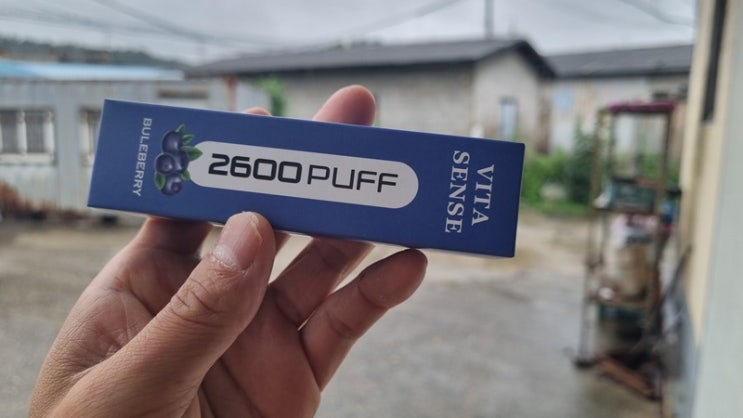 BULEBERRY
2600 PUFF
VITA
SENSE